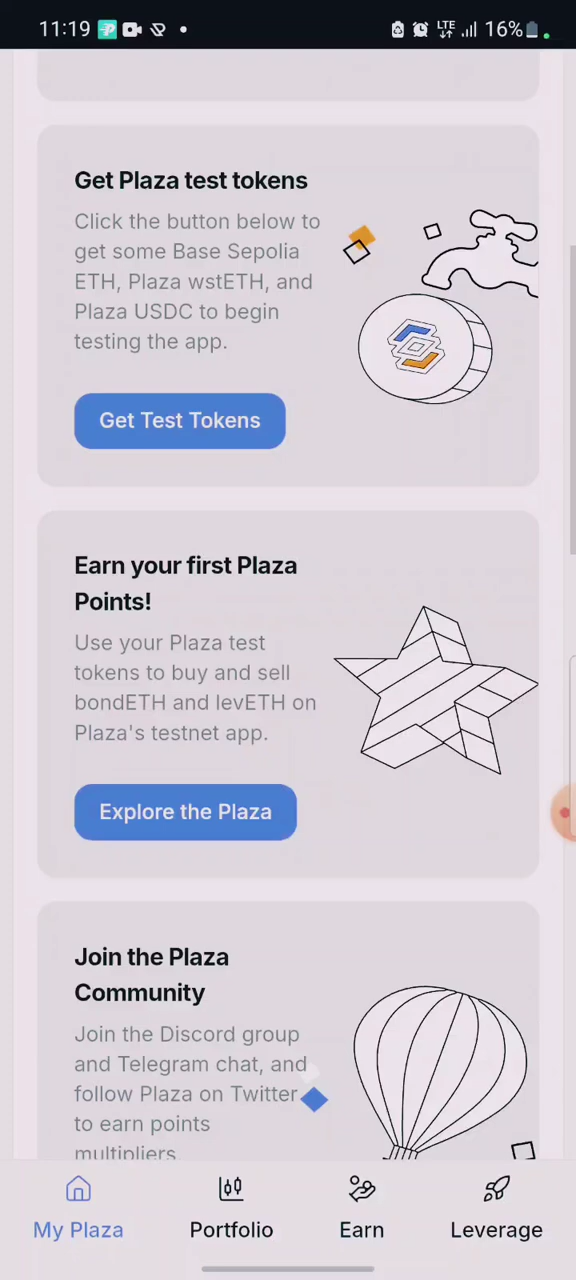 11:19
LTE
16%
Get Plaza test tokens
Click the button below to
get some Base Sepolia
ETH, Plaza wstETH, and
Plaza USDC to begin
testing the app.
Get Test Tokens
Earn your first Plaza
Points!
Use your Plaza test
tokens to buy and sell
bondETH and levETH on
Plaza's testnet app.
Explore the Plaza
Join the Plaza
Community
Join the Discord group
and Telegram chat, and
follow Plaza on Twitter
to earn points
multipliers
My Plaza
Portfolio
Earn
Leverage